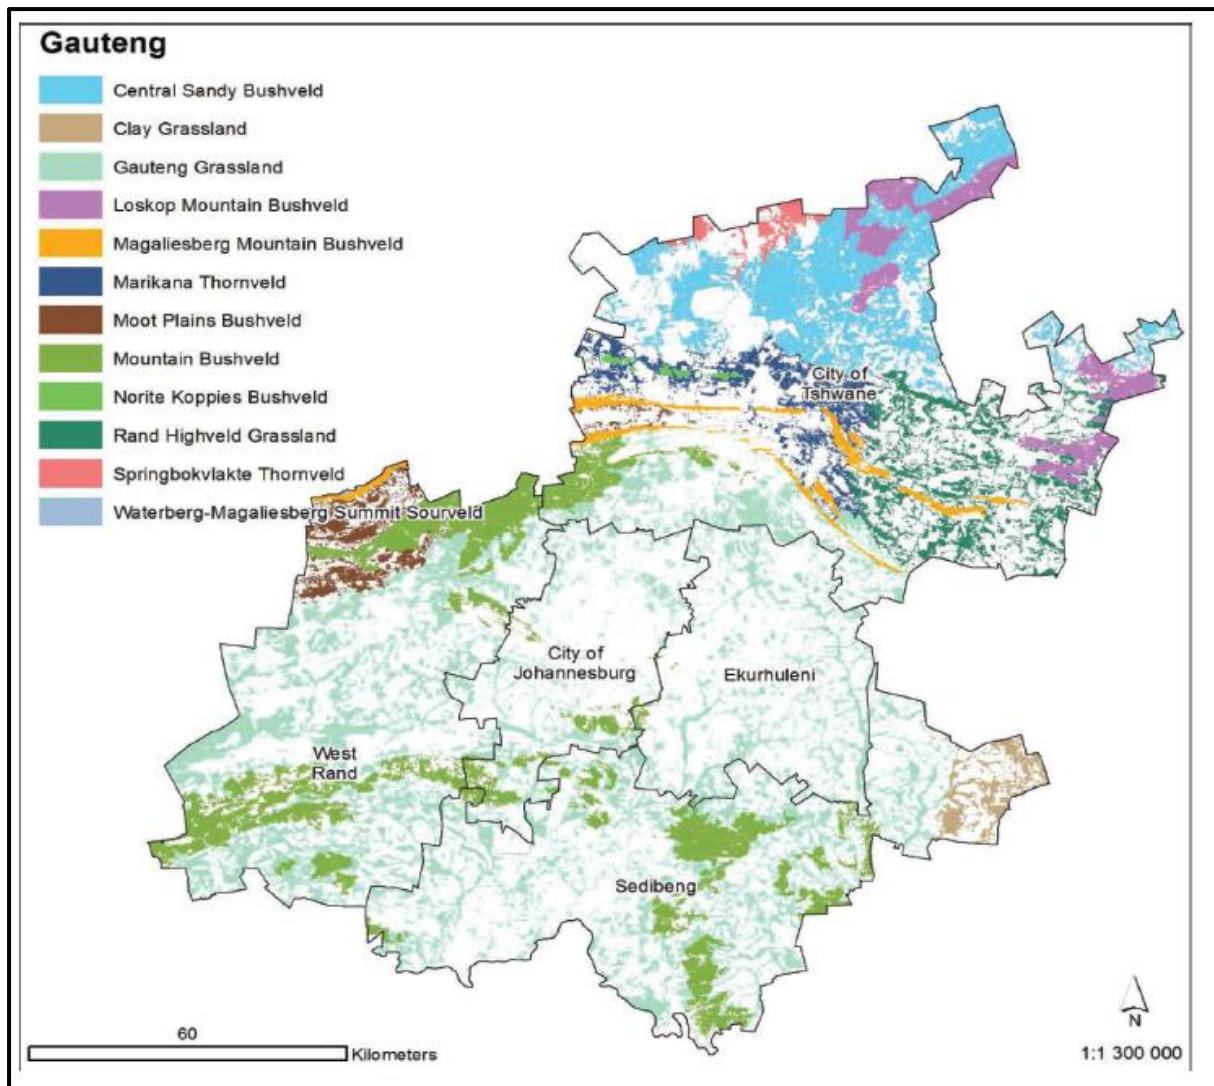 Gauteng
Central Sandy Bushveld
Clay Grassland
Gauteng Grassland
Loskop Mountain Bushveld
Magaliesberg Mountain Bushveld
Marikana Thornveld
Moot Plains Bushveld
Mountain Bushveld
Norite Koppies Bushveld
Rand Highveld Grassland
Springbokvlakte Thornveld
Waterberg-Magaliesberg Summit Sourveld
City of
Tshwane
City of
Johannesburg
Ekurhuleni
West
Rand
Sedibeng
60
Kilometers
N
1:1 300 000